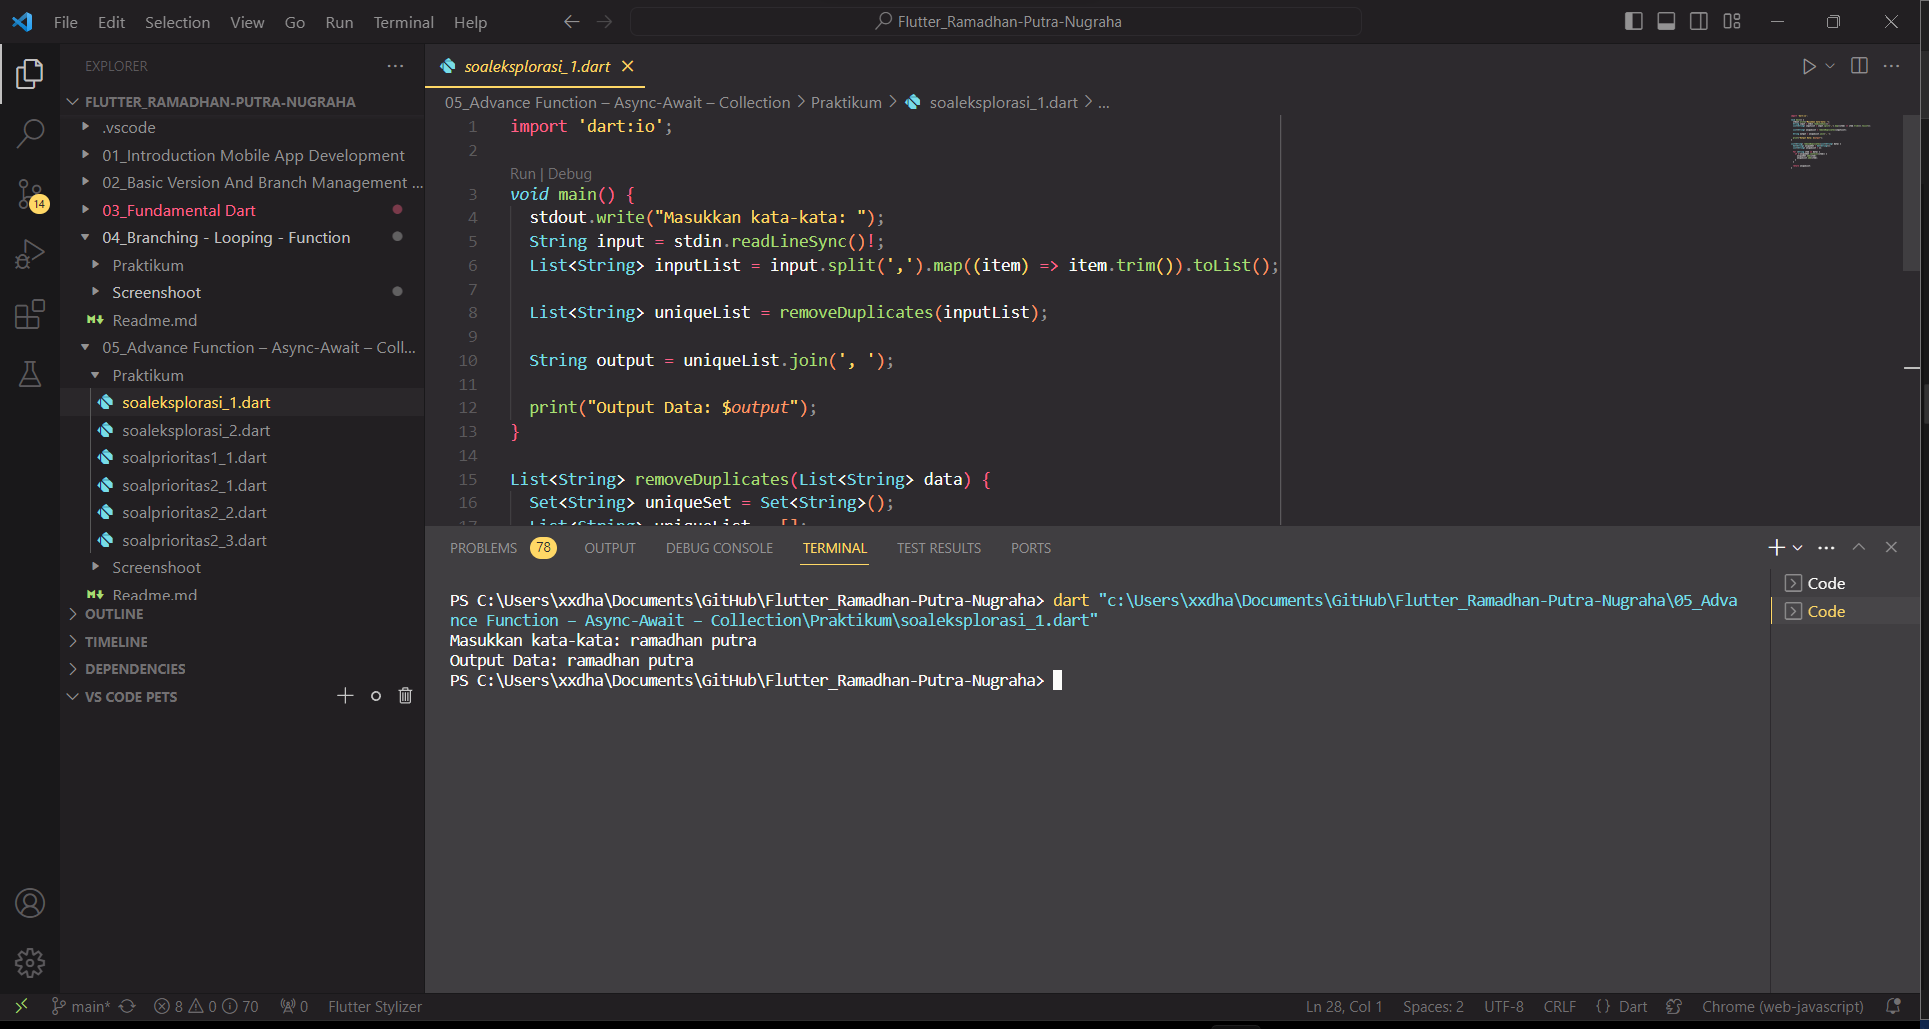 File Edit Selection View Go Run Terminal Help
Flutter_Ramadhan-Putra-Nugraha
EXPLORER
FLUTTER_RAMADHAN-PUTRA-NUGRAHA
.vscode
01_Introduction Mobile App Development
02_Basic Version And Branch Management ...
03_Fundamental Dart
04_Branching - Looping - Function
Praktikum
Screenshoot
Readme.md
05_Advance Function – Async-Await – Coll...
Praktikum
soaleksplorasi_1.dart
soaleksplorasi_2.dart
soalprioritas1_1.dart
soalprioritas2_1.dart
soalprioritas2_2.dart
soalprioritas2_3.dart
Screenshoot
Readme.md
OUTLINE
TIMELINE
DEPENDENCIES
VS CODE PETS
14
soaleksplorasi_1.dart
05_Advance Function – Async-Await – Collection > Praktikum > soaleksplorasi_1.dart > ...
1 import 'dart:io';
2
Run | Debug
3 void main() {
4 stdout.write("Masukkan kata-kata: ");
5 String input = stdin.readLineSync()!;
6 List<String> inputList = input.split(',').map((item) => item.trim()).toList();
7
8 List<String> uniqueList = removeDuplicates(inputList);
9
10 String output = uniqueList.join(', ');
11
12 print("Output Data: $output");
13 }
14
15 List<String> removeDuplicates(List<String> data) {
16 Set<String> uniqueSet = Set<String>();
17 List<String> uniqueList = [];
PROBLEMS 78 OUTPUT DEBUG CONSOLE TERMINAL TEST RESULTS PORTS
PS C:\Users\xxdha\Documents\GitHub\Flutter_Ramadhan-Putra-Nugraha> dart "c:\Users\xxdha\Documents\GitHub\Flutter_Ramadhan-Putra-Nugraha\05_Adva
nce Function – Async-Await – Collection\Praktikum\soaleksplorasi_1.dart"
Masukkan kata-kata: ramadhan putra
Output Data: ramadhan putra
PS C:\Users\xxdha\Documents\GitHub\Flutter_Ramadhan-Putra-Nugraha>
Code
Code
main* 8 0 70 0 Flutter Stylizer
Ln 28, Col 1 Spaces: 2 UTF-8 CRLF {} Dart Chrome (web-javascript)